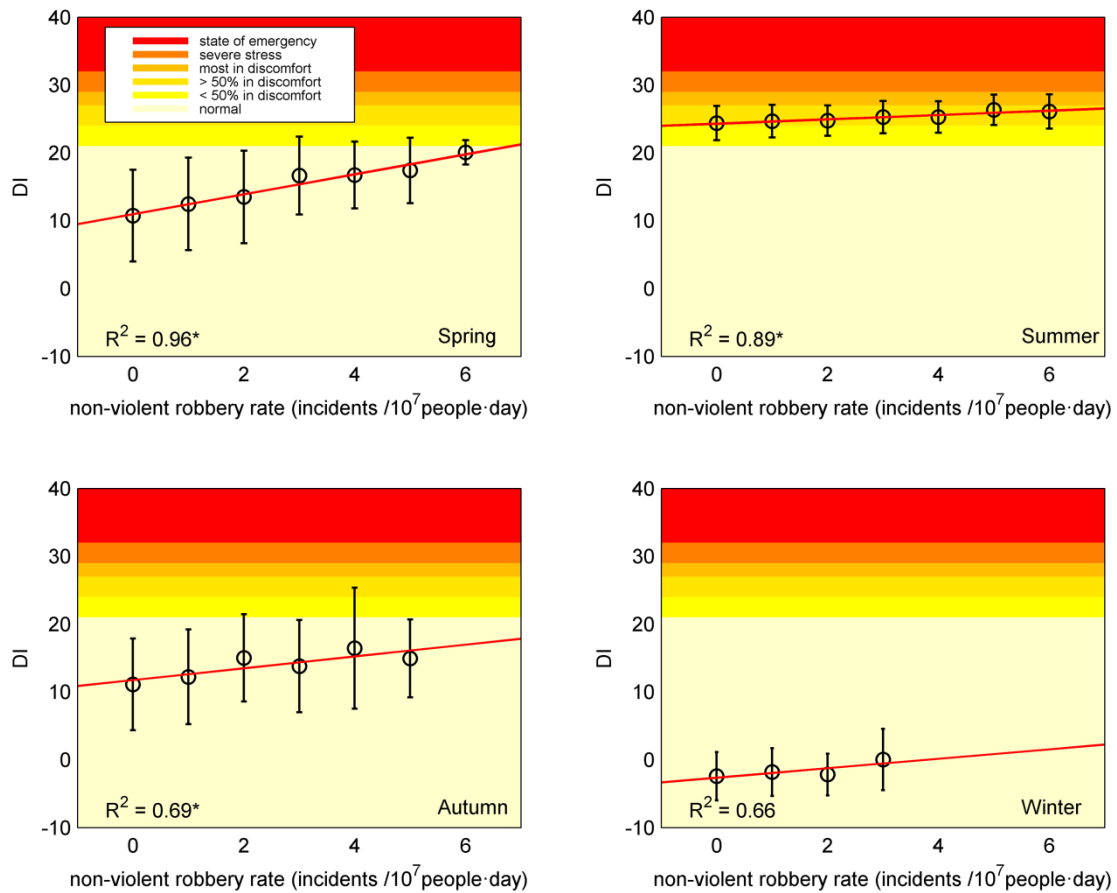 40
30
20
10
0
-10
DI
state of emergency
severe stress
most in discomfort
> 50% in discomfort
< 50% in discomfort
normal
R² = 0.96*
Spring
0 2 4 6
non-violent robbery rate (incidents /10⁷people·day)
40
30
20
10
0
-10
DI
R² = 0.89*
Summer
0 2 4 6
non-violent robbery rate (incidents /10⁷people·day)
40
30
20
10
0
-10
DI
R² = 0.69*
Autumn
0 2 4 6
non-violent robbery rate (incidents /10⁷people·day)
40
30
20
10
0
-10
DI
R² = 0.66
Winter
0 2 4 6
non-violent robbery rate (incidents /10⁷people·day)